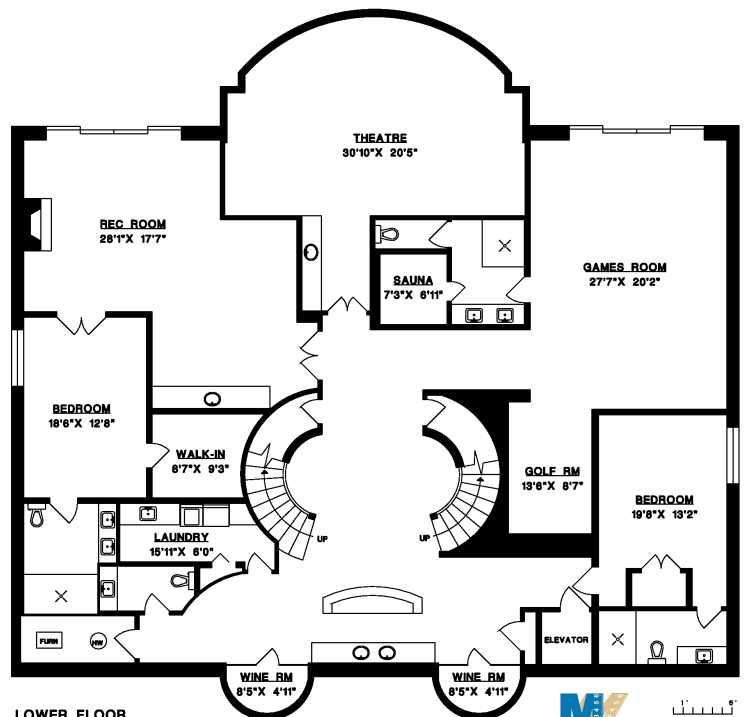 THEATRE
30'10"X 20'5"
REC ROOM
28'1"X 17'7"
SAUNA
7'3"X 6'11"
GAMES ROOM
27'7"X 20'2"
BEDROOM
18'6"X 12'8"
WALK-IN
8'7"X 9'3"
GOLF RM
13'6"X 8'7"
BEDROOM
19'8"X 13'2"
LAUNDRY
15'11"X 6'0"
UP
UP
FURN
HW
ELEVATOR
WINE RM
8'5"X 4'11"
WINE RM
8'5"X 4'11"
LOWER FLOOR
1' 6'